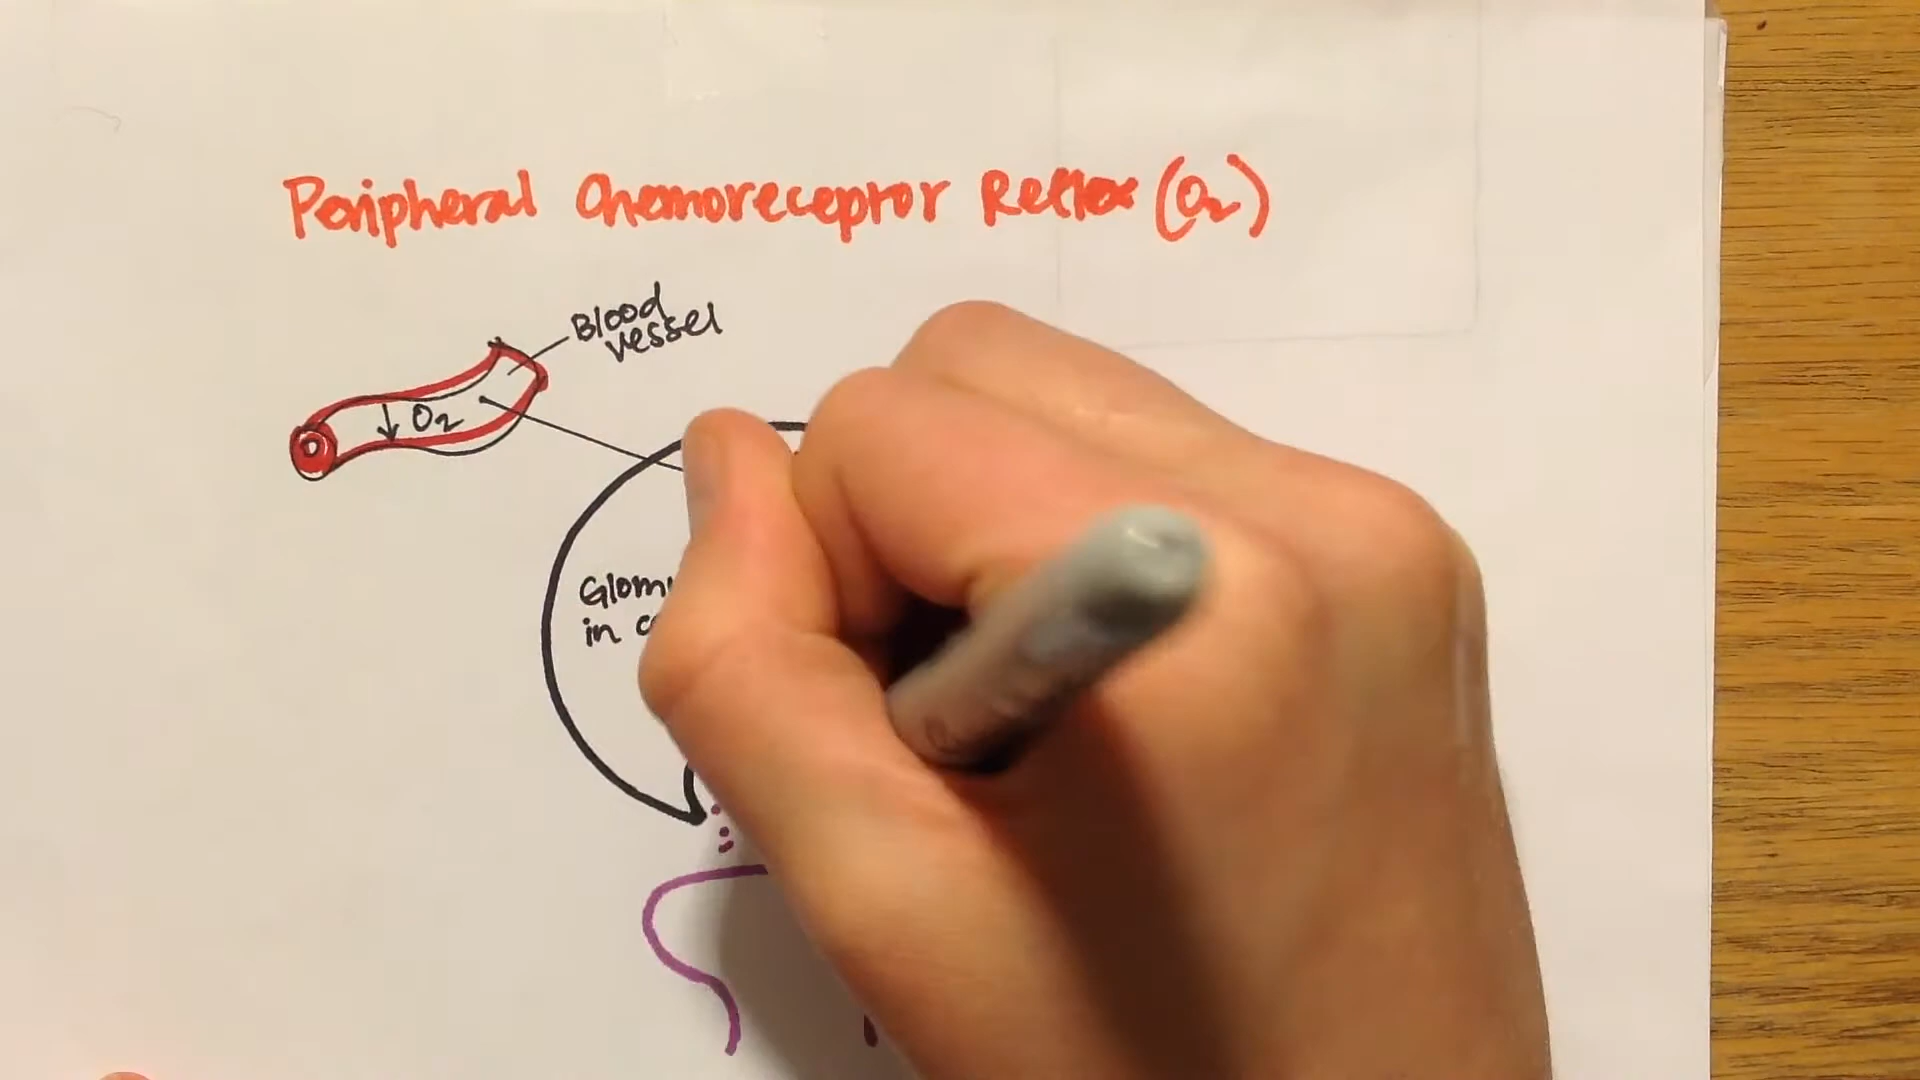 Peripheral Chemoreceptor Reflex (O2)
Blood
vessel
↓ O2
Glom
in c